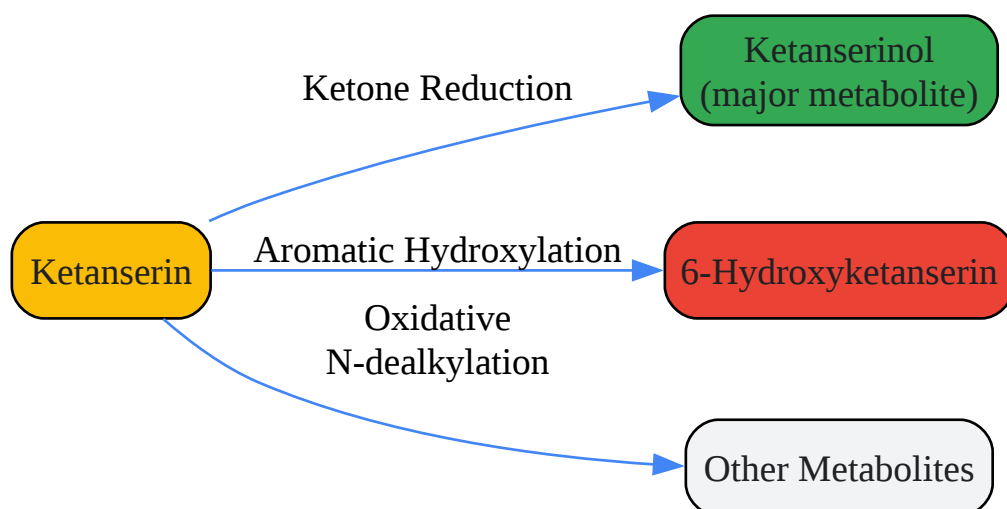 Ketanserinol
(major metabolite)
Ketone Reduction
Ketanserin
Aromatic Hydroxylation
6-Hydroxyketanserin
Oxidative
N-dealkylation
Other Metabolites